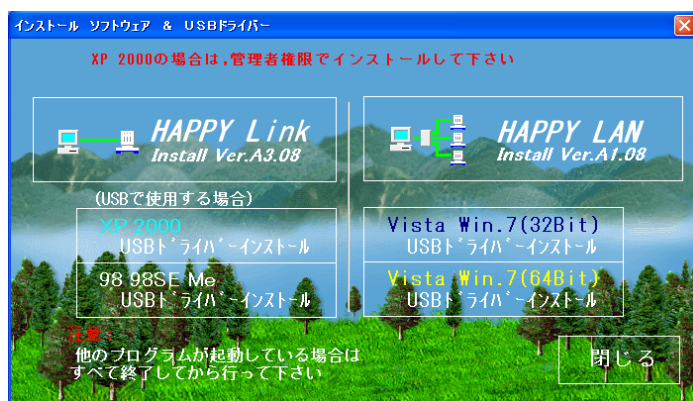 インストール ソフトウェア & USBドライバー
XP 2000の場合は,管理者権限でインストールして下さい
HAPPY Link
Install Ver.A3.08
HAPPY LAN
Install Ver.A1.08
(USBで使用する場合)
XP 2000
USBドライバーインストール
Vista Win.7(32Bit)
USBドライバーインストール
98 98SE Me
USBドライバーインストール
Vista Win.7(64Bit)
USBドライバーインストール
注意:
他のプログラムが起動している場合は
すべて終了してから行って下さい
閉じる